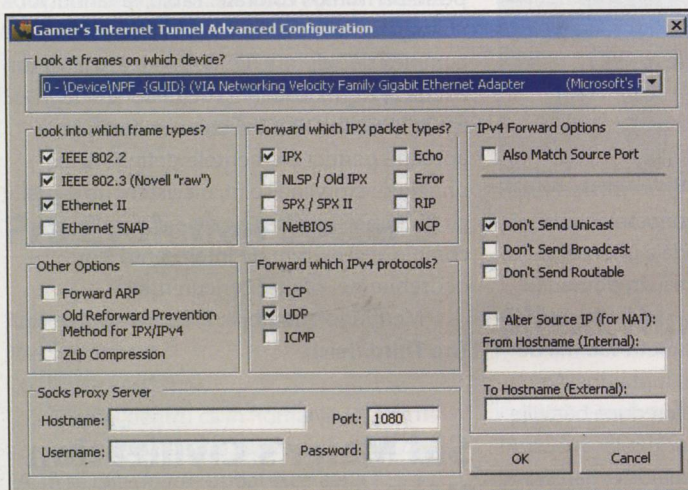 Gamer's Internet Tunnel Advanced Configuration
Look at frames on which device?
0 - \Device\NPF_{GUID} (VIA Networking Velocity Family Gigabit Ethernet Adapter (Microsoft's
Look into which frame types?
IEEE 802.2
IEEE 802.3 (Novell "raw")
Ethernet II
Ethernet SNAP
Forward which IPX packet types?
IPX
NLSP / Old IPX
SPX / SPX II
NetBIOS
Echo
Error
RIP
NCP
IPv4 Forward Options
Also Match Source Port
Don't Send Unicast
Don't Send Broadcast
Don't Send Routable
Alter Source IP (for NAT):
From Hostname (Internal):
To Hostname (External):
Other Options
Forward ARP
Old Reforward Prevention
Method for IPX/IPv4
ZLib Compression
Forward which IPv4 protocols?
TCP
UDP
ICMP
Socks Proxy Server
Hostname:
Port: 1080
Username:
Password:
OK
Cancel